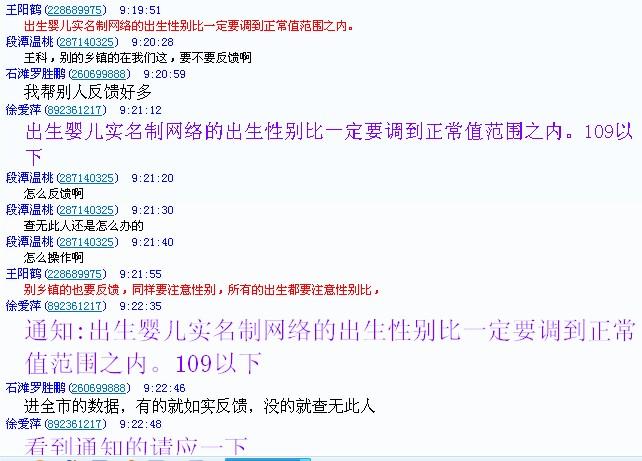 王阳鹤(228689975) 9:19:51
出生婴儿实名制网络的出生性别比一定要调到正常值范围之内。
段潭温桃(287140325) 9:20:28
王科，别的乡镇的在我们这，要不要反馈啊
石滩罗胜鹏(260699888) 9:20:59
我帮别人反馈好多
徐爱萍(892361217) 9:21:12
出生婴儿实名制网络的出生性别比一定要调到正常值范围之内。109以
下
段潭温桃(287140325) 9:21:20
怎么反馈啊
段潭温桃(287140325) 9:21:30
查无此人还是怎么办的
段潭温桃(287140325) 9:21:40
怎么操作啊
王阳鹤(228689975) 9:21:55
别乡镇的也要反馈，同样要注意性别，所有的出生都要注意性别比，
徐爱萍(892361217) 9:22:35
通知:出生婴儿实名制网络的出生性别比一定要调到正常
值范围之内。109以下
石滩罗胜鹏(260699888) 9:22:46
进全市的数据，有的就如实反馈，没的就查无此人
徐爱萍(892361217) 9:22:48
看到通知的请应一下